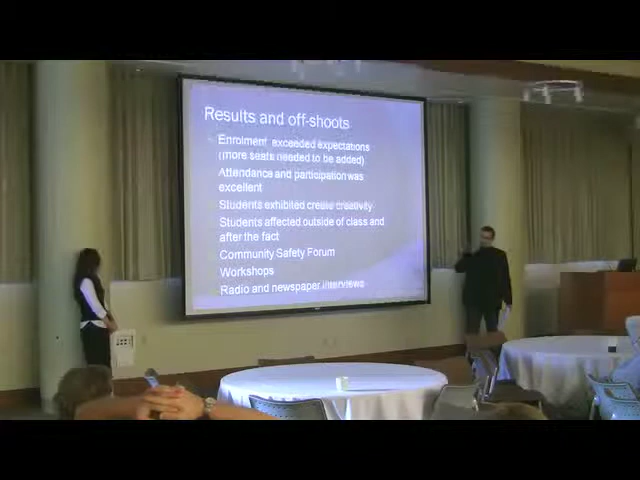 Results and off-shoots
Enrolment exceeded expectations
(more seats needed to be added)
Attendance and participation was
excellent
Students exhibited create creativity
Students affected outside of class and
after the fact
Community Safety Forum
Workshops
Radio and newspaper interviews